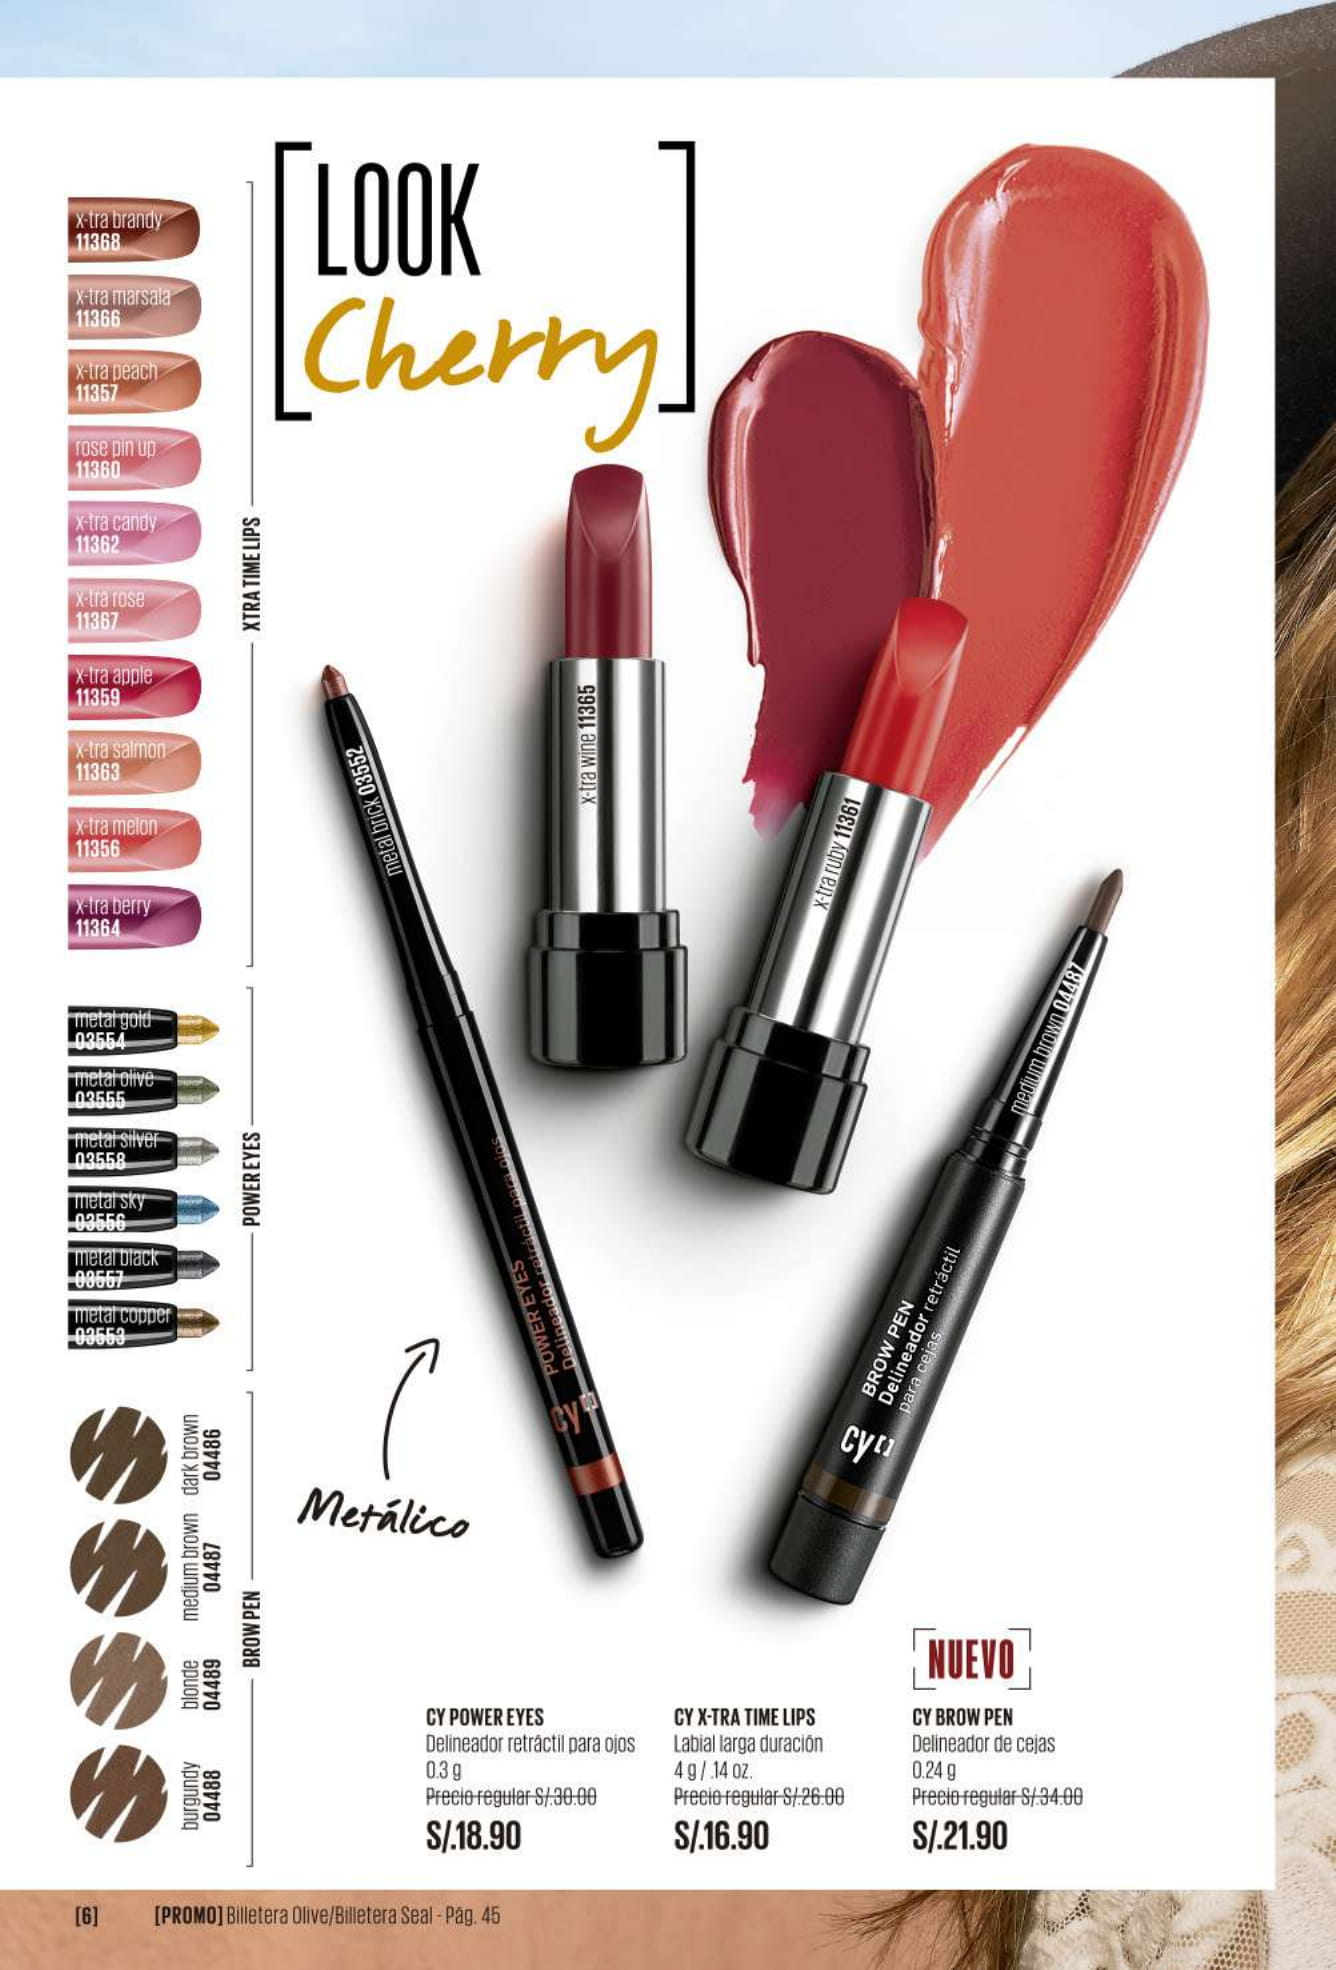 LOOK
Cherry
x-tra brandy
11368
x-tra marsala
11366
x-tra peach
11357
rose pin up
11360
x-tra candy
11362
x-tra rose
11367
x-tra apple
11359
x-tra salmon
11363
x-tra melon
11356
x-tra berry
11364
XTRA TIME LIPS
metal gold
03554
metal olive
03555
metal silver
03558
metal sky
03556
metal black
03557
metal copper
03553
POWER EYES
dark brown
04486
medium brown
04487
blonde
04489
burgundy
04488
BROW PEN
metal brick 03552
POWER EYES
Delineador retráctil para ojos
cy
x-tra wine 11365
x-tra ruby 11361
medium brown 04487
BROW PEN
Delineador retráctil
para cejas
cy
Metálico
CY POWER EYES
Delineador retráctil para ojos
0.3 g
Precio regular S/.30.00
S/.18.90
CY X-TRA TIME LIPS
Labial larga duración
4 g / .14 oz.
Precio regular S/.26.00
S/.16.90
NUEVO
CY BROW PEN
Delineador de cejas
0.24 g
Precio regular S/.34.00
S/.21.90
[6]
[PROMO] Billetera Olive/Billetera Seal - Pág. 45